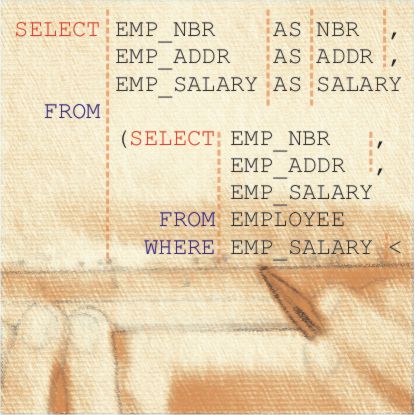 SELECT EMP_NBR AS NBR ,
EMP_ADDR AS ADDR ,
EMP_SALARY AS SALARY
FROM
(SELECT EMP_NBR ,
EMP_ADDR ,
EMP_SALARY
FROM EMPLOYEE
WHERE EMP_SALARY <